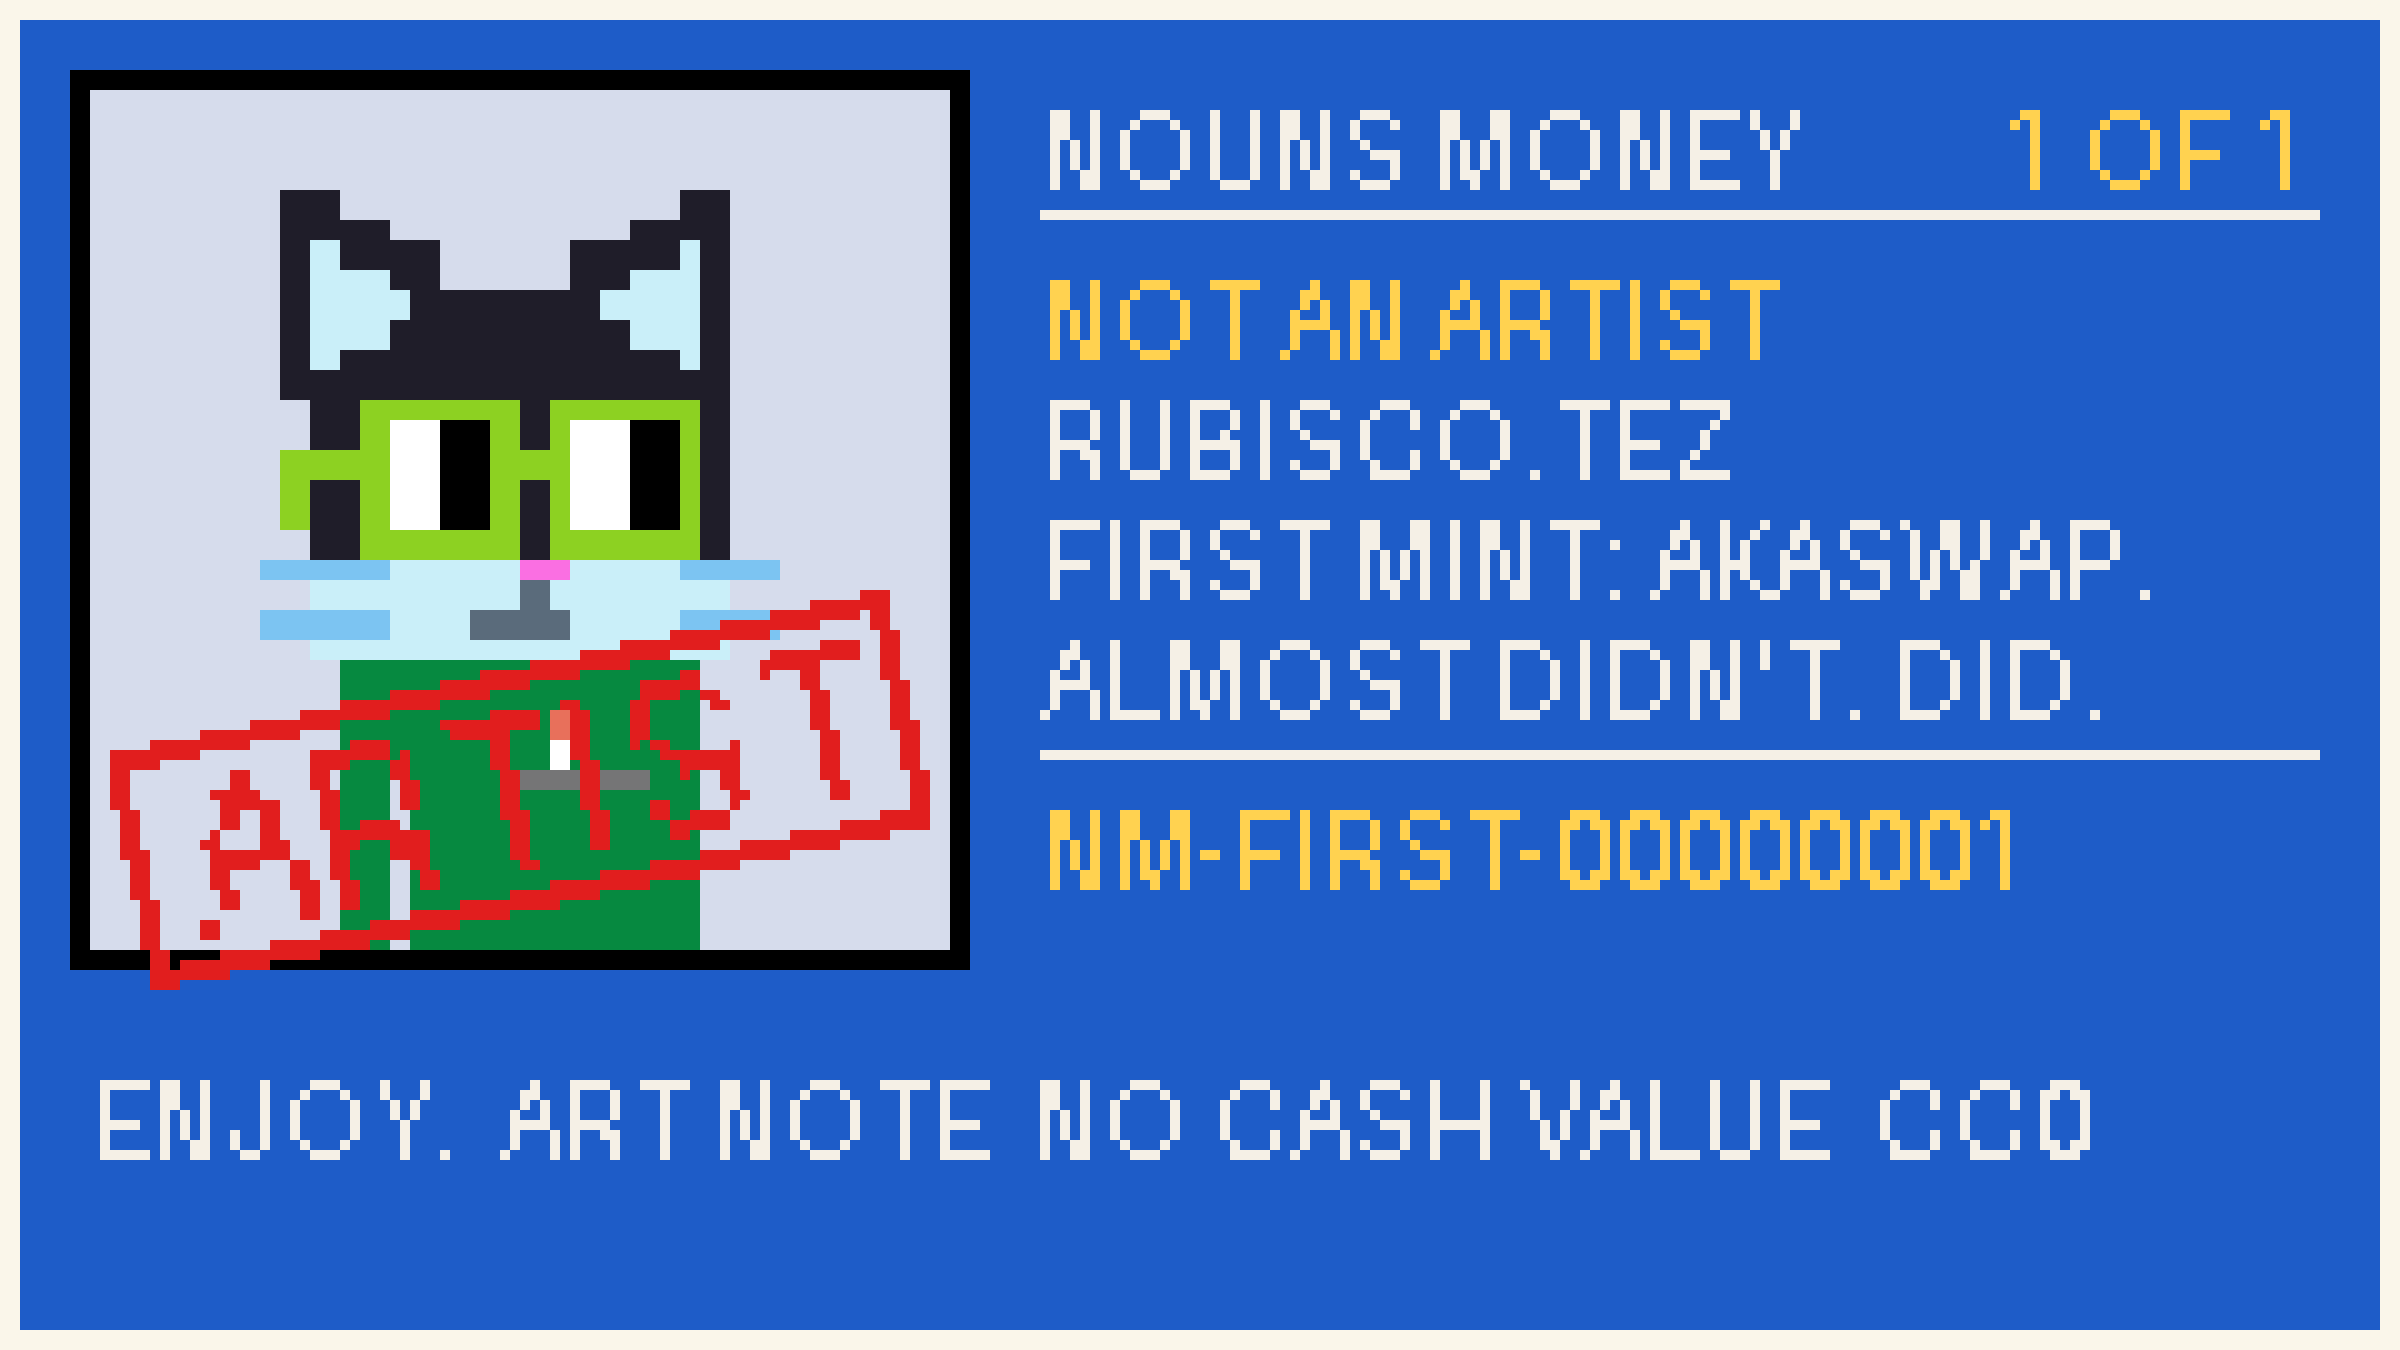 NOUNS MONEY 1 OF 1
NOT AN ARTIST
RUBISCO.TEZ
FIRST MINT: AKASWAP.
ALMOST DIDN'T. DID.
NM-FIRST-00000001
ARTIST
ENJOY. ART NOTE NO CASH VALUE CC0